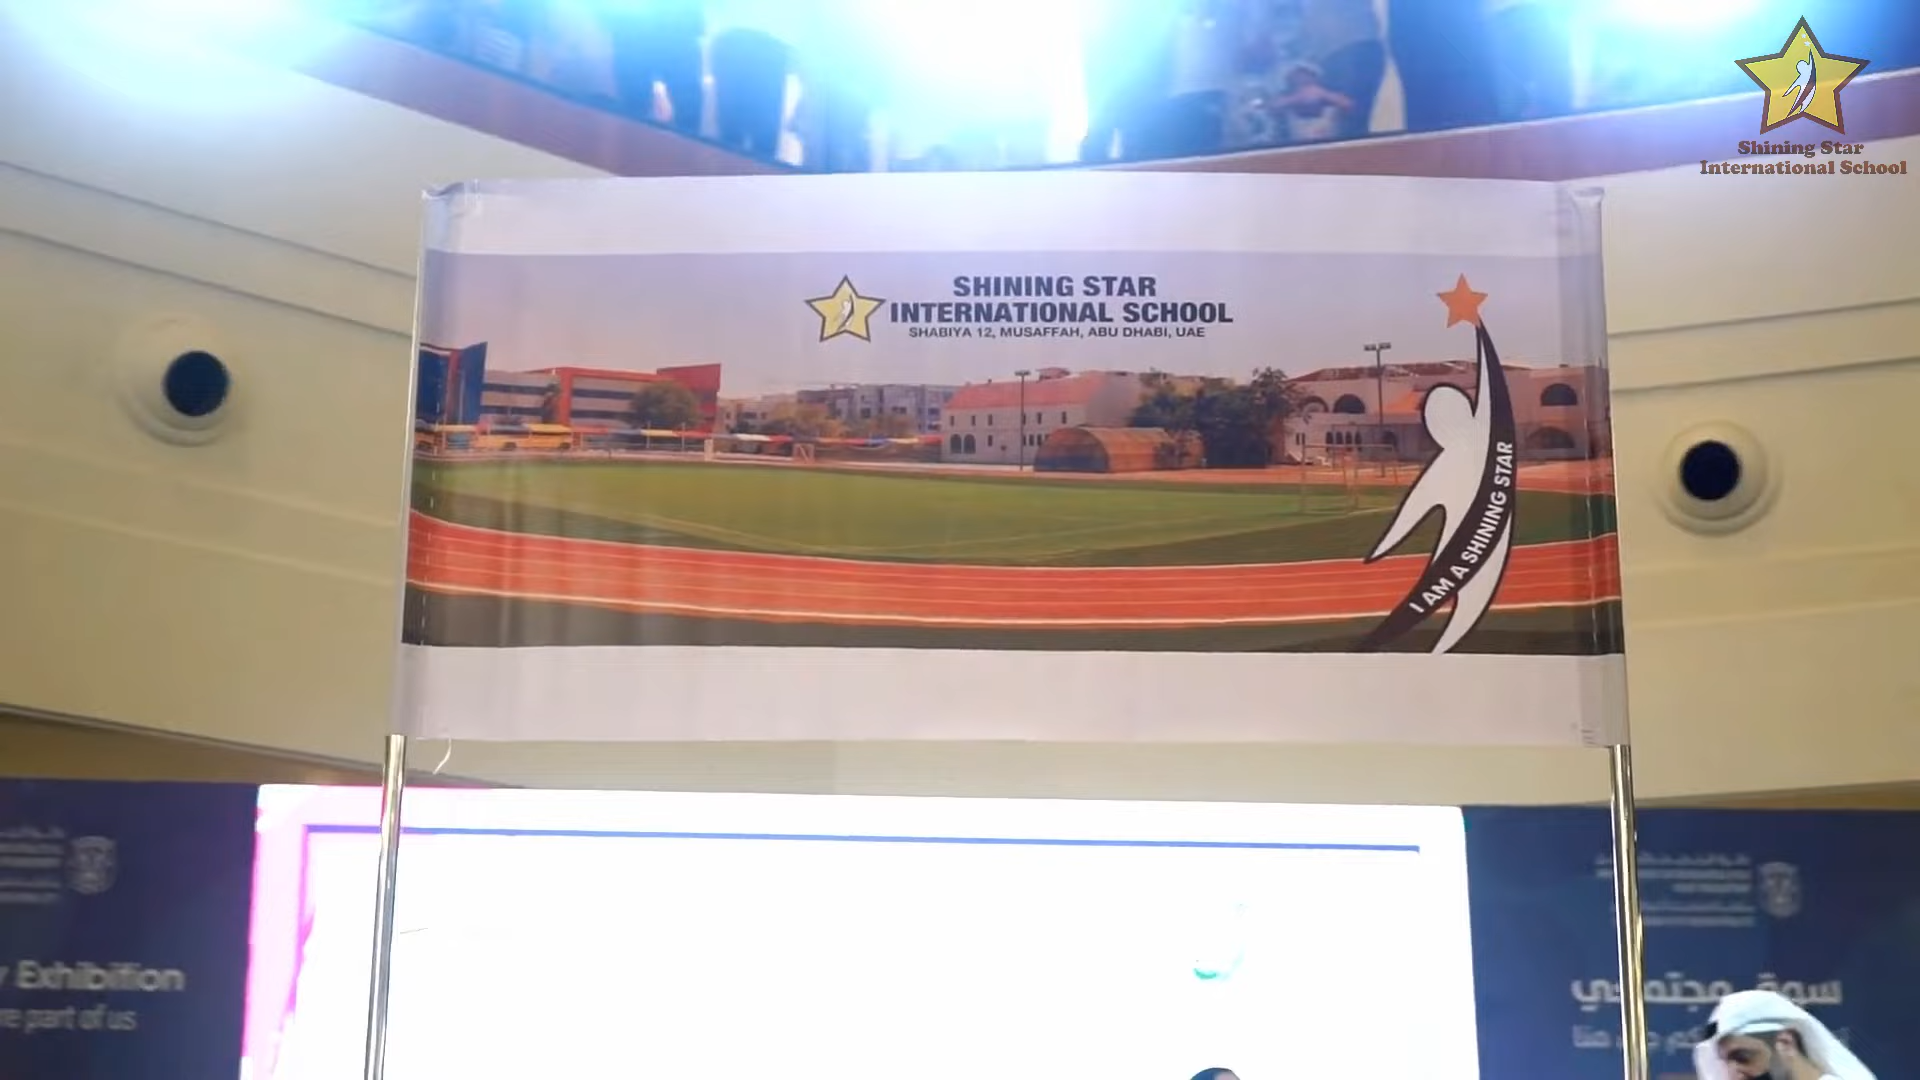 Shining Star
International School
SHINING STAR
INTERNATIONAL SCHOOL
SHABIYA 12, MUSAFFAH, ABU DHABI, UAE
I AM A SHINING STAR
Exhibition
part of us
سوق مجتمعي